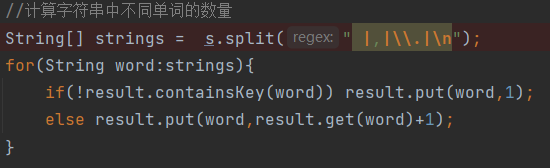 //计算字符串中不同单词的数量
String[] strings =  s.split( regex: " |,|\\.|\n");
for(String word:strings){
    if(!result.containsKey(word)) result.put(word,1);
    else result.put(word,result.get(word)+1);
}